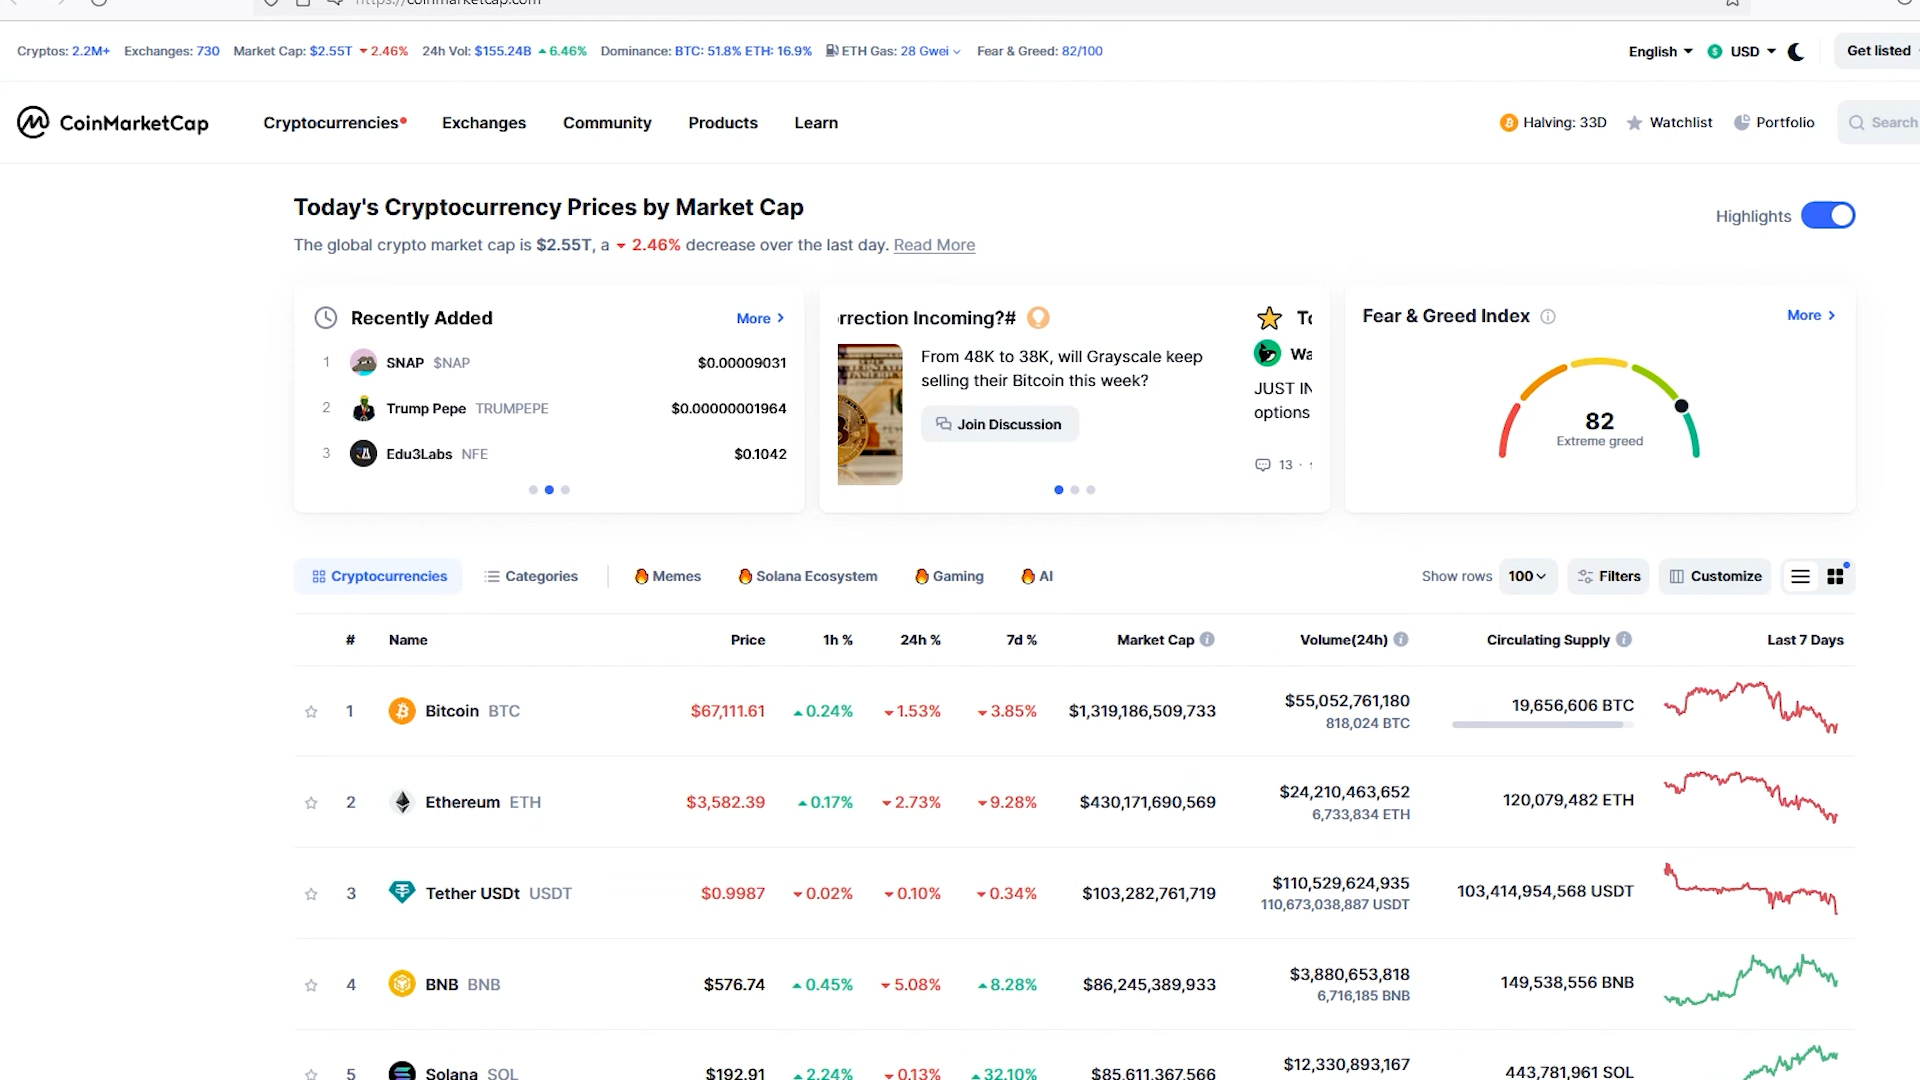 https://coinmarketcap.com
Cryptos: 2.2M+ Exchanges: 730 Market Cap: $2.55T 2.46% 24h Vol: $155.24B 6.46% Dominance: BTC: 51.8% ETH: 16.9% ETH Gas: 28 Gwei Fear & Greed: 82/100 English USD Get listed
CoinMarketCap Cryptocurrencies Exchanges Community Products Learn Halving: 33D Watchlist Portfolio Search
Today's Cryptocurrency Prices by Market Cap
Highlights
The global crypto market cap is $2.55T, a 2.46% decrease over the last day. Read More
Recently Added More
1 SNAP $NAP $0.00009031
2 Trump Pepe TRUMPEPE $0.00000001964
3 Edu3Labs NFE $0.1042
rrection Incoming?#
From 48K to 38K, will Grayscale keep
selling their Bitcoin this week?
Join Discussion
To
Wa
JUST IN
options
13 ·
Fear & Greed Index More
82
Extreme greed
Cryptocurrencies Categories Memes Solana Ecosystem Gaming AI Show rows 100 Filters Customize
# Name Price 1h % 24h % 7d % Market Cap Volume(24h) Circulating Supply Last 7 Days
1 Bitcoin BTC $67,111.61 0.24% 1.53% 3.85% $1,319,186,509,733 $55,052,761,180 19,656,606 BTC
818,024 BTC
2 Ethereum ETH $3,582.39 0.17% 2.73% 9.28% $430,171,690,569 $24,210,463,652 120,079,482 ETH
6,733,834 ETH
3 Tether USDt USDT $0.9987 0.02% 0.10% 0.34% $103,282,761,719 $110,529,624,935 103,414,954,568 USDT
110,673,038,887 USDT
4 BNB BNB $576.74 0.45% 5.08% 8.28% $86,245,389,933 $3,880,653,818 149,538,556 BNB
6,716,185 BNB
5 Solana SOL $192.91 2.24% 0.13% 32.10% $85,611,367,566 $12,330,893,167 443,781,961 SOL